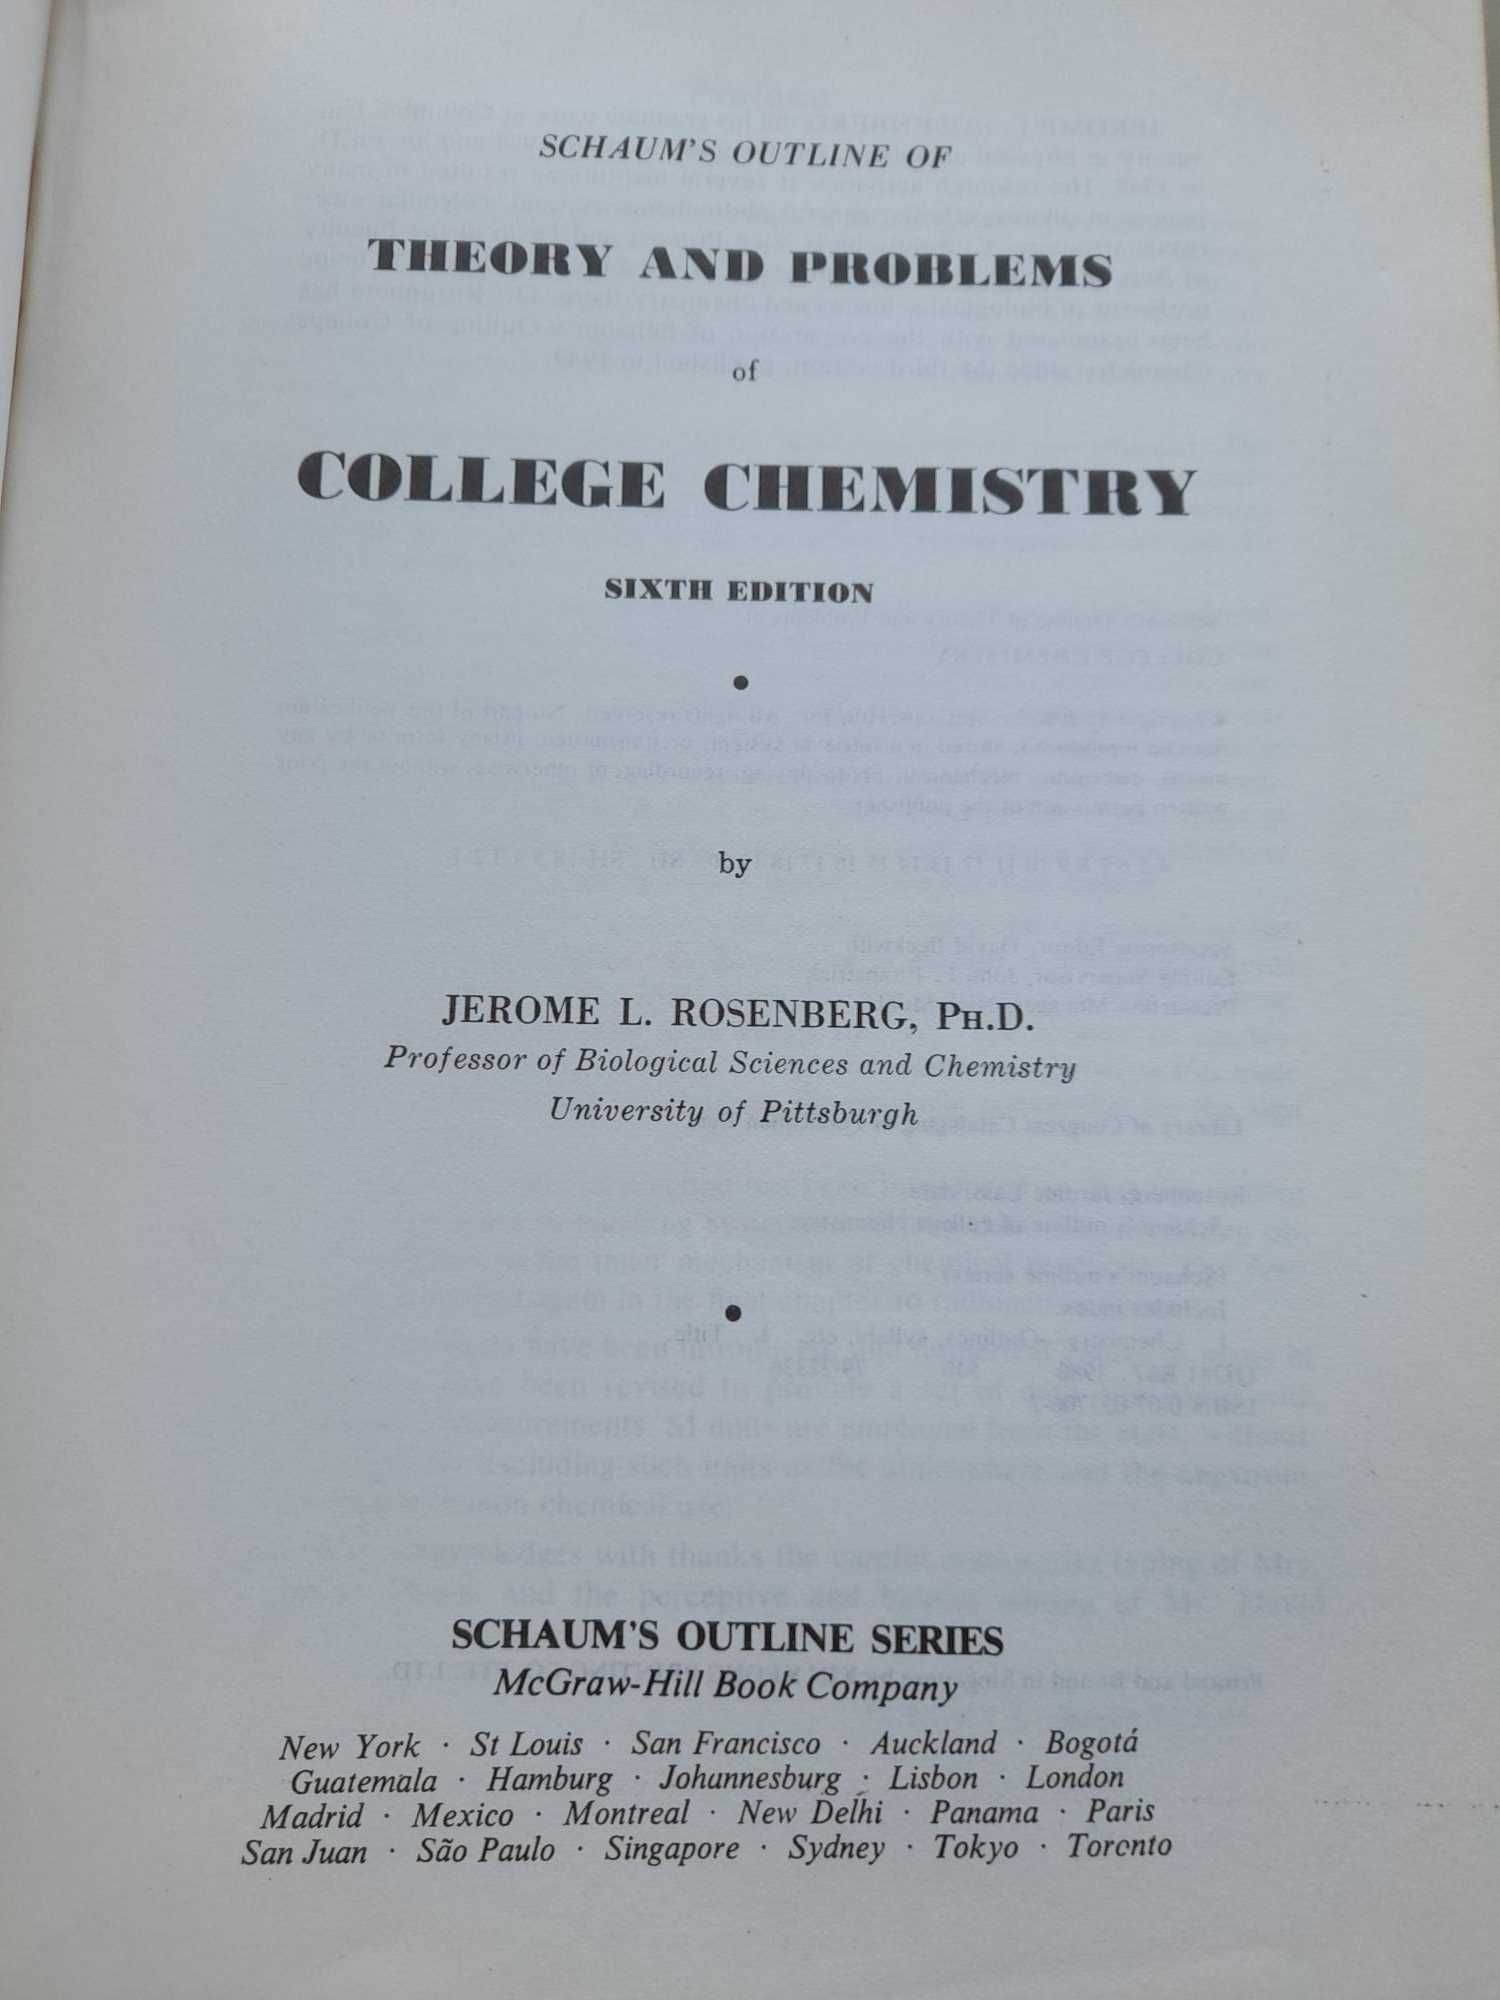 SCHAUM'S OUTLINE OF
THEORY AND PROBLEMS
of
COLLEGE CHEMISTRY
SIXTH EDITION
•
by
JEROME L. ROSENBERG, PH.D.
Professor of Biological Sciences and Chemistry
University of Pittsburgh
•
SCHAUM'S OUTLINE SERIES
McGraw-Hill Book Company
New York · St Louis · San Francisco · Auckland · Bogotá
Guatemala · Hamburg · Johannesburg · Lisbon · London
Madrid · Mexico · Montreal · New Delhi · Panama · Paris
San Juan · São Paulo · Singapore · Sydney · Tokyo · Toronto